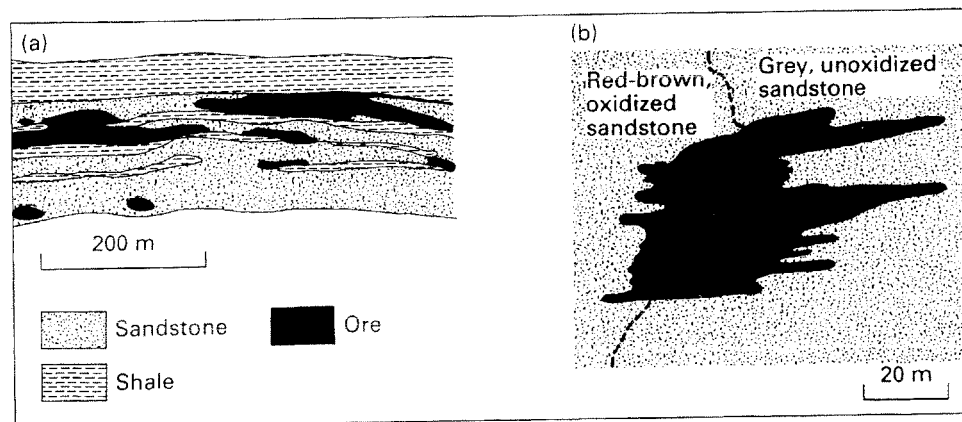 (a)
200 m
Sandstone
Shale
Ore
(b)
Red-brown,
oxidized
sandstone
Grey, unoxidized
sandstone
20 m